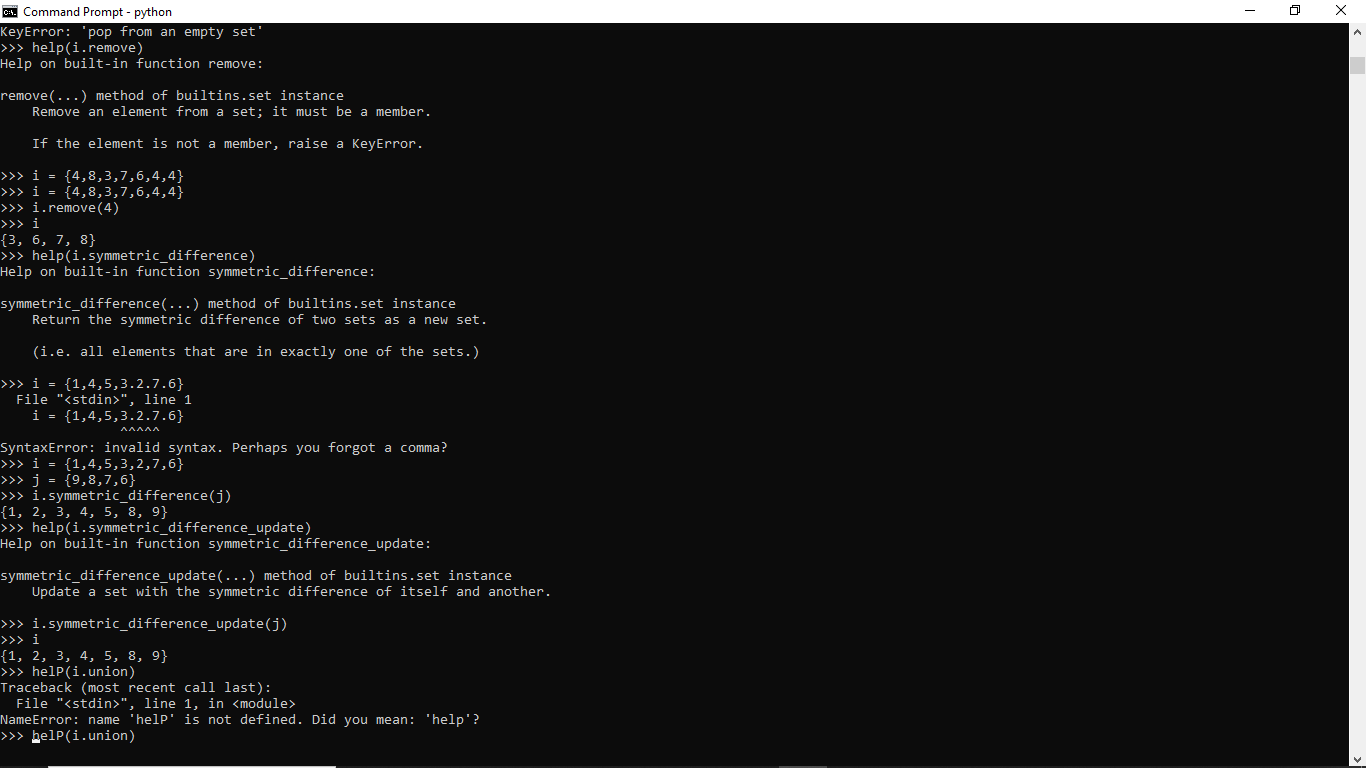 Command Prompt - python
KeyError: 'pop from an empty set'
>>> help(i.remove)
Help on built-in function remove:
remove(...) method of builtins.set instance
    Remove an element from a set; it must be a member.
    If the element is not a member, raise a KeyError.
>>> i = {4,8,3,7,6,4,4}
>>> i = {4,8,3,7,6,4,4}
>>> i.remove(4)
>>> i
{3, 6, 7, 8}
>>> help(i.symmetric_difference)
Help on built-in function symmetric_difference:
symmetric_difference(...) method of builtins.set instance
    Return the symmetric difference of two sets as a new set.
    (i.e. all elements that are in exactly one of the sets.)
>>> i = {1,4,5,3.2.7.6}
  File "<stdin>", line 1
    i = {1,4,5,3.2.7.6}
               ^^^^^
SyntaxError: invalid syntax. Perhaps you forgot a comma?
>>> i = {1,4,5,3,2,7,6}
>>> j = {9,8,7,6}
>>> i.symmetric_difference(j)
{1, 2, 3, 4, 5, 8, 9}
>>> help(i.symmetric_difference_update)
Help on built-in function symmetric_difference_update:
symmetric_difference_update(...) method of builtins.set instance
    Update a set with the symmetric difference of itself and another.
>>> i.symmetric_difference_update(j)
>>> i
{1, 2, 3, 4, 5, 8, 9}
>>> helP(i.union)
Traceback (most recent call last):
  File "<stdin>", line 1, in <module>
NameError: name 'helP' is not defined. Did you mean: 'help'?
>>> helP(i.union)